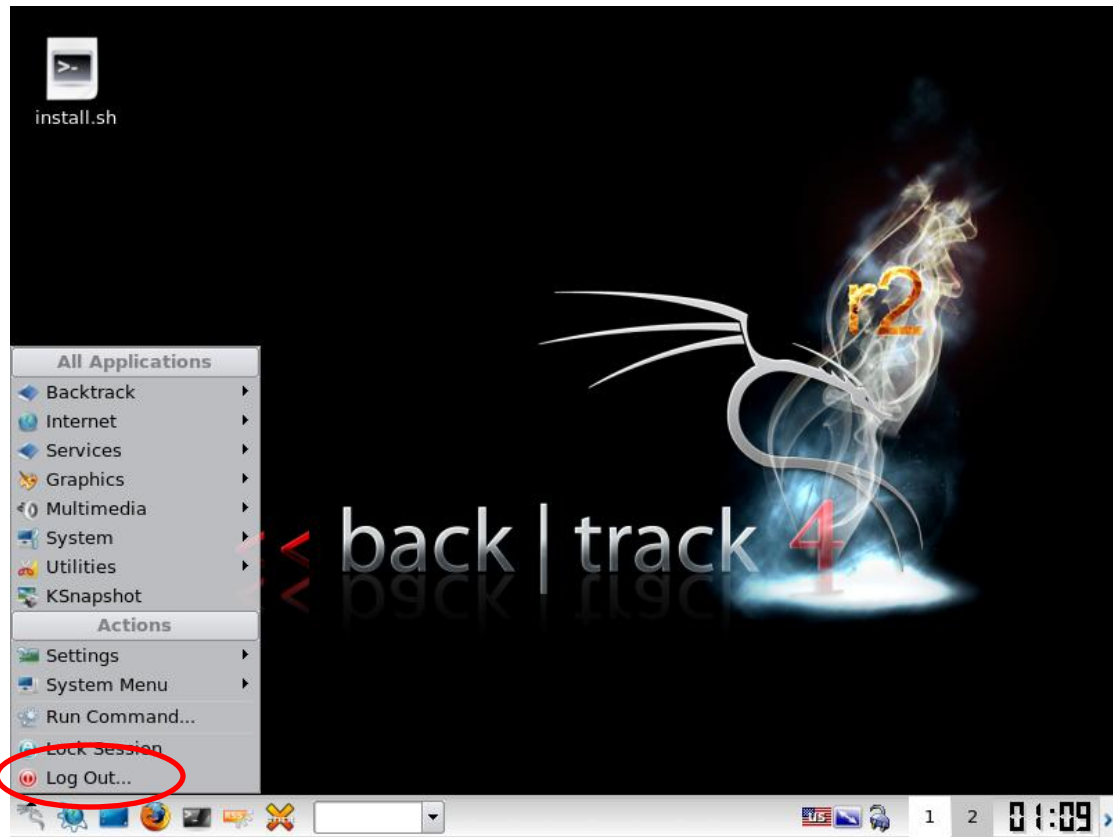 install.sh
r2
<< back | track 4
All Applications
Backtrack
Internet
Services
Graphics
Multimedia
System
Utilities
KSnapshot
Actions
Settings
System Menu
Run Command...
Lock Session
Log Out...
US
1 2 01:09